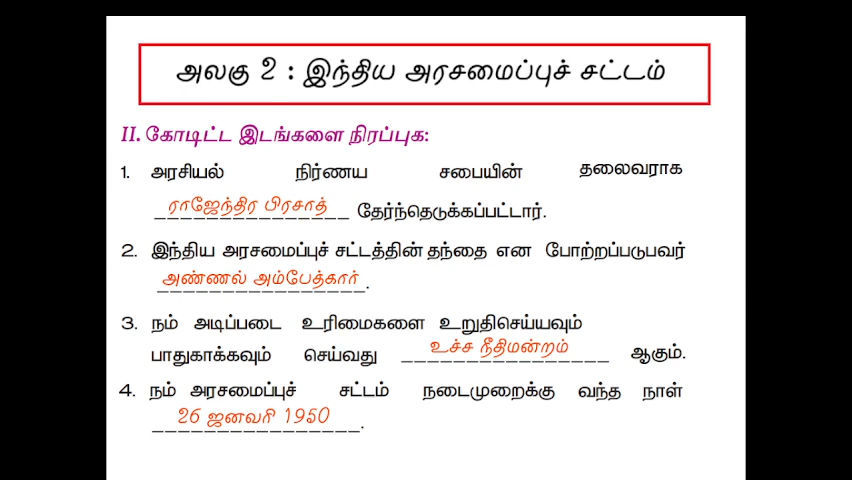 அலகு 2 : இந்திய அரசமைப்புச் சட்டம்
II. கோடிட்ட இடங்களை நிரப்புக:
1. அரசியல் நிர்ணய சபையின் தலைவராக
ராஜேந்திர பிரசாத் தேர்ந்தெடுக்கப்பட்டார்.
2. இந்திய அரசமைப்புச் சட்டத்தின் தந்தை என போற்றப்படுபவர்
அண்ணல் அம்பேத்கார்.
3. நம் அடிப்படை உரிமைகளை உறுதிசெய்யவும்
பாதுகாக்கவும் செய்வது உச்ச நீதிமன்றம் ஆகும்.
4. நம் அரசமைப்புச் சட்டம் நடைமுறைக்கு வந்த நாள்
26 ஜனவரி 1950.